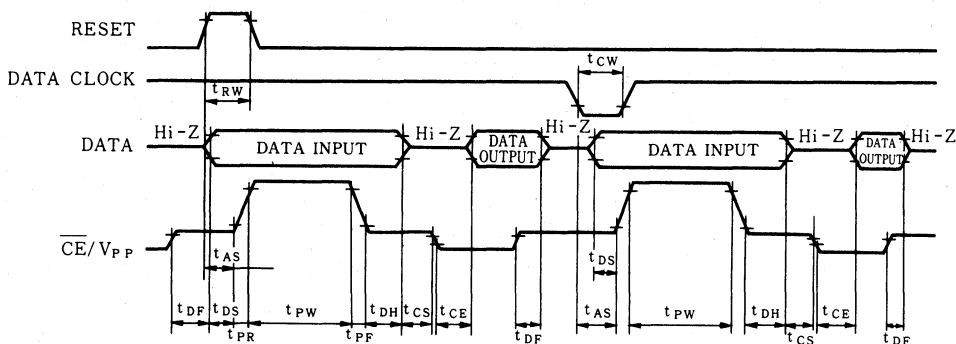 RESET
DATA CLOCK
tRW
tCW
DATA
Hi-Z
DATA INPUT
Hi-Z
DATA OUTPUT
Hi-Z
DATA INPUT
Hi-Z
DATA OUTPUT
Hi-Z
CE/VPP
tAS
tDS
tDF
tDS
tPR
tPW
tPF
tDH
tCS
tCE
tDF
tAS
tPW
tDH
tCS
tCE
tDF